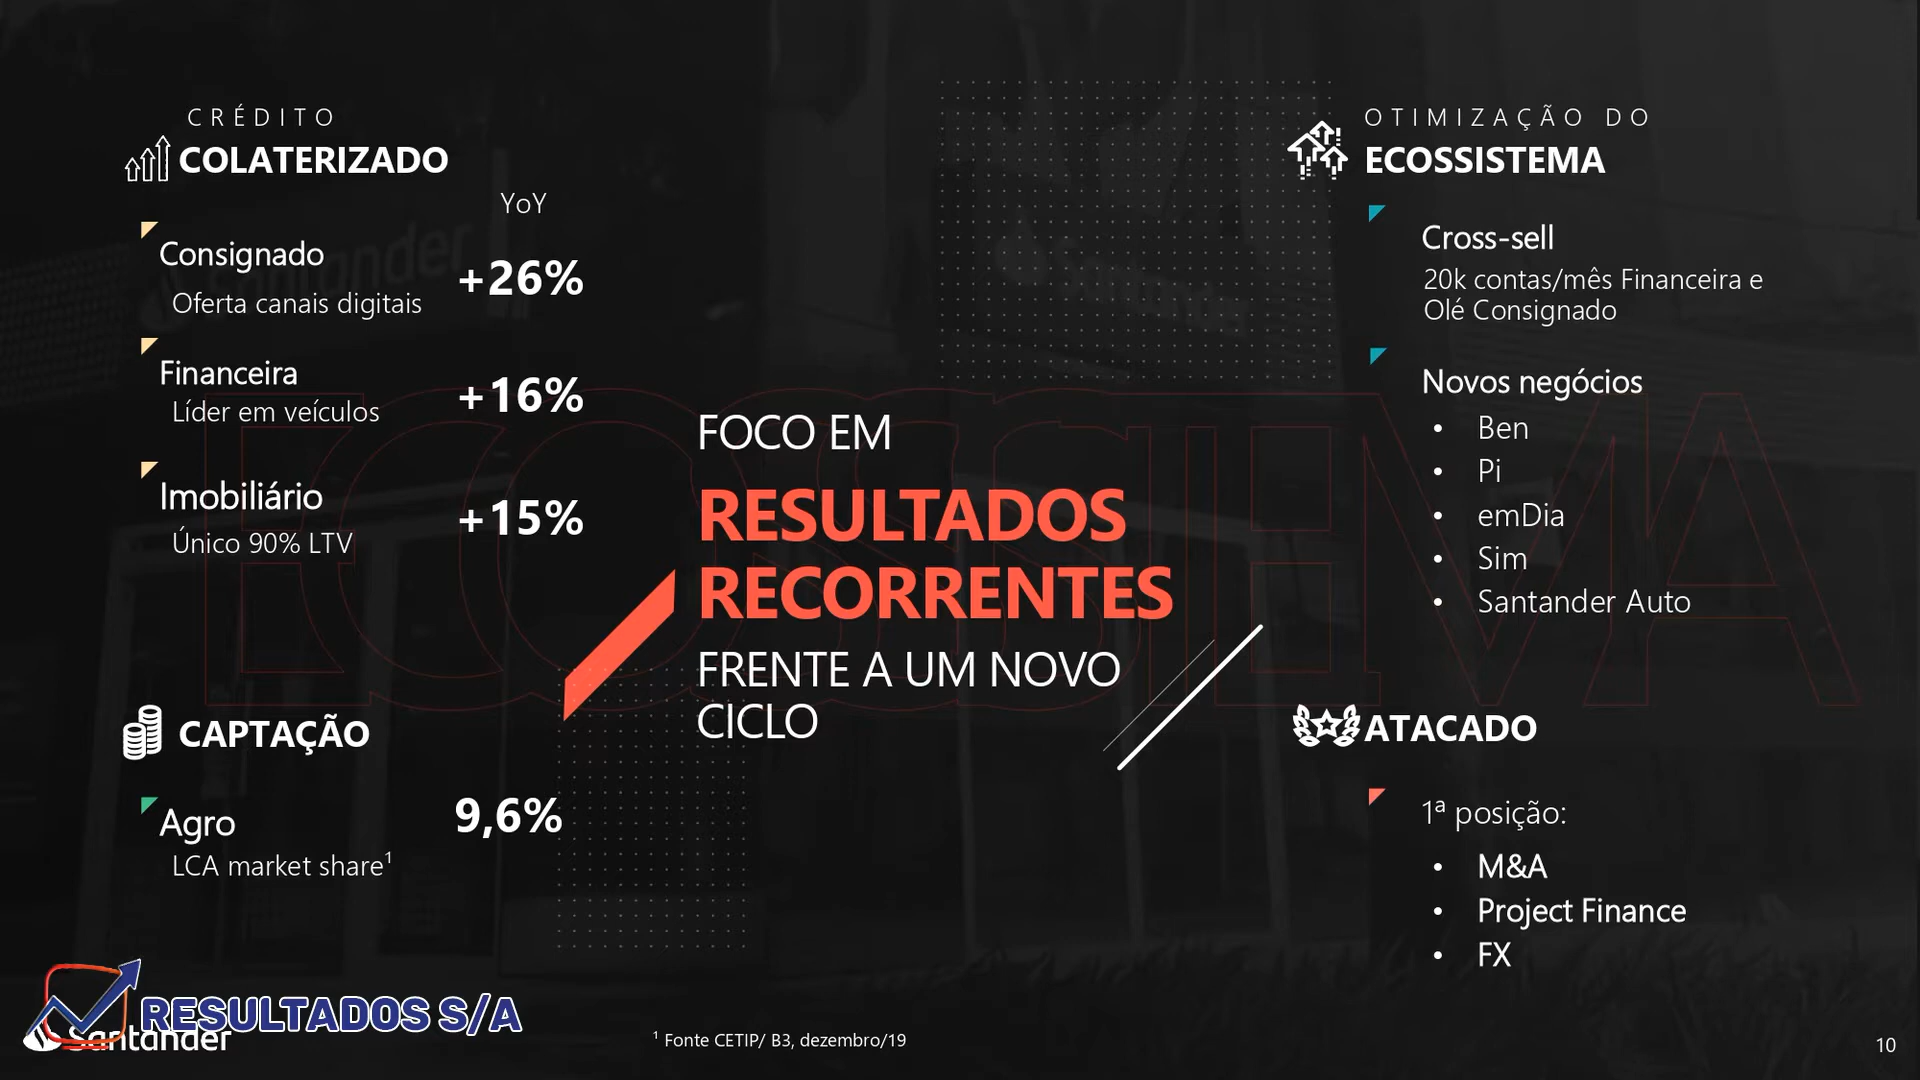 CRÉDITO
COLATERIZADO
YoY
Consignado
+26%
Oferta canais digitais
Financeira
+16%
Líder em veículos
Imobiliário
+15%
Único 90% LTV
CAPTAÇÃO
Agro
9,6%
LCA market share¹
FOCO EM
RESULTADOS
RECORRENTES
FRENTE A UM NOVO
CICLO
ECOSSISTEMA
OTIMIZAÇÃO DO
ECOSSISTEMA
Cross-sell
20k contas/mês Financeira e
Olé Consignado
Novos negócios
• Ben
• Pi
• emDia
• Sim
• Santander Auto
ATACADO
1ª posição:
• M&A
• Project Finance
• FX
Santander
Santander
RESULTADOS S/A
Santander
¹ Fonte CETIP/ B3, dezembro/19
10